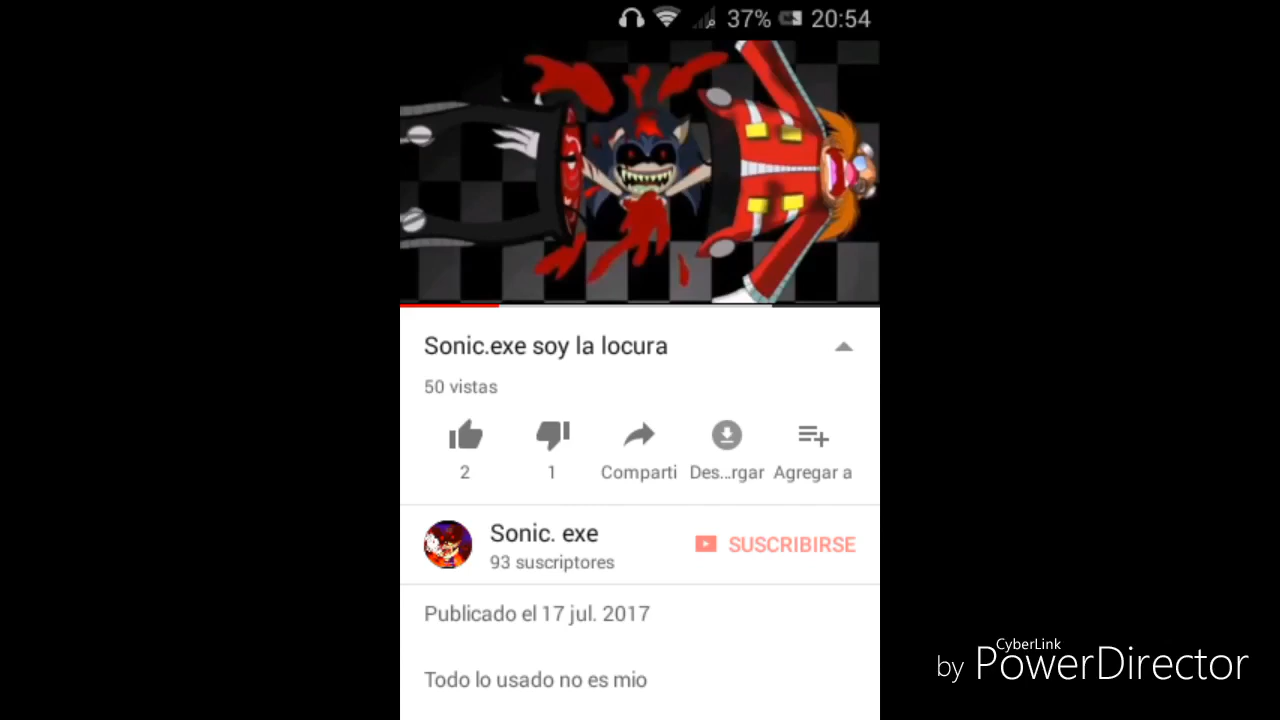 37% 20:54
Sonic.exe soy la locura
50 vistas
2 1 Comparti Des...rgar Agregar a
Sonic. exe
SUSCRIBIRSE
93 suscriptores
Publicado el 17 jul. 2017
Todo lo usado no es mio
CyberLink
by PowerDirector